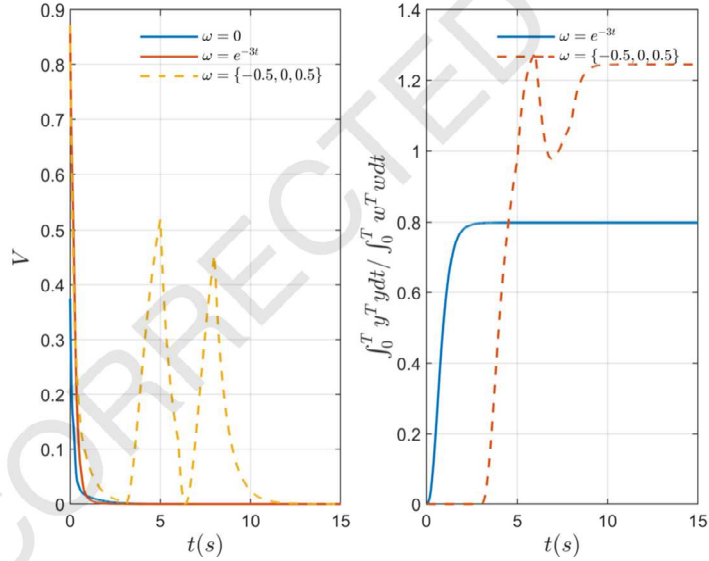 0.9
0.8
0.7
0.6
0.5
0.4
0.3
0.2
0.1
0
V
0
5
10
15
t(s)
ω = 0
ω = e^{-3t}
ω = {−0.5, 0, 0.5}
1.4
1.2
1
0.8
0.6
0.4
0.2
0
∫_0^T y^T ydt / ∫_0^T w^T wdt
0
5
10
15
t(s)
ω = e^{-3t}
ω = {−0.5, 0, 0.5}
CORRECTED